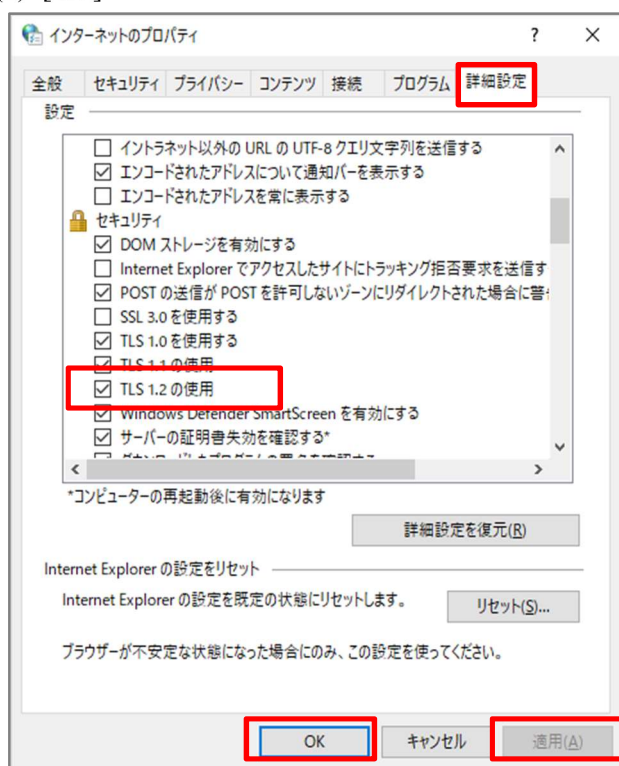 インターネットのプロパティ ? ×
全般 セキュリティ プライバシー コンテンツ 接続 プログラム 詳細設定
設定
イントラネット以外の URL の UTF-8 クエリ文字列を送信する
エンコードされたアドレスについて通知バーを表示する
エンコードされたアドレスを常に表示する
セキュリティ
DOM ストレージを有効にする
Internet Explorer でアクセスしたサイトにトラッキング拒否要求を送信す
POST の送信が POST を許可しないゾーンにリダイレクトされた場合に警
SSL 3.0 を使用する
TLS 1.0 を使用する
TLS 1.1 の使用
TLS 1.2 の使用
Windows Defender SmartScreen を有効にする
サーバーの証明書失効を確認する*
*コンピューターの再起動後に有効になります
詳細設定を復元(R)
Internet Explorer の設定をリセット
Internet Explorer の設定を既定の状態にリセットします。
リセット(S)...
ブラウザーが不安定な状態になった場合にのみ、この設定を使ってください。
OK キャンセル 適用(A)